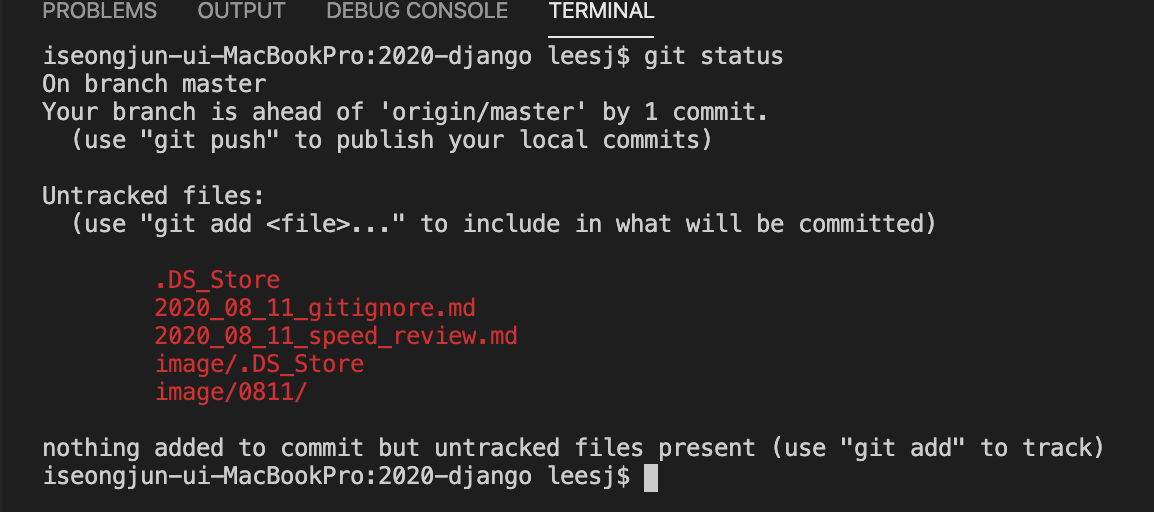 PROBLEMS OUTPUT DEBUG CONSOLE TERMINAL
iseongjun-ui-MacBookPro:2020-django leesj$ git status
On branch master
Your branch is ahead of 'origin/master' by 1 commit.
  (use "git push" to publish your local commits)
Untracked files:
  (use "git add <file>..." to include in what will be committed)
        .DS_Store
        2020_08_11_gitignore.md
        2020_08_11_speed_review.md
        image/.DS_Store
        image/0811/
nothing added to commit but untracked files present (use "git add" to track)
iseongjun-ui-MacBookPro:2020-django leesj$